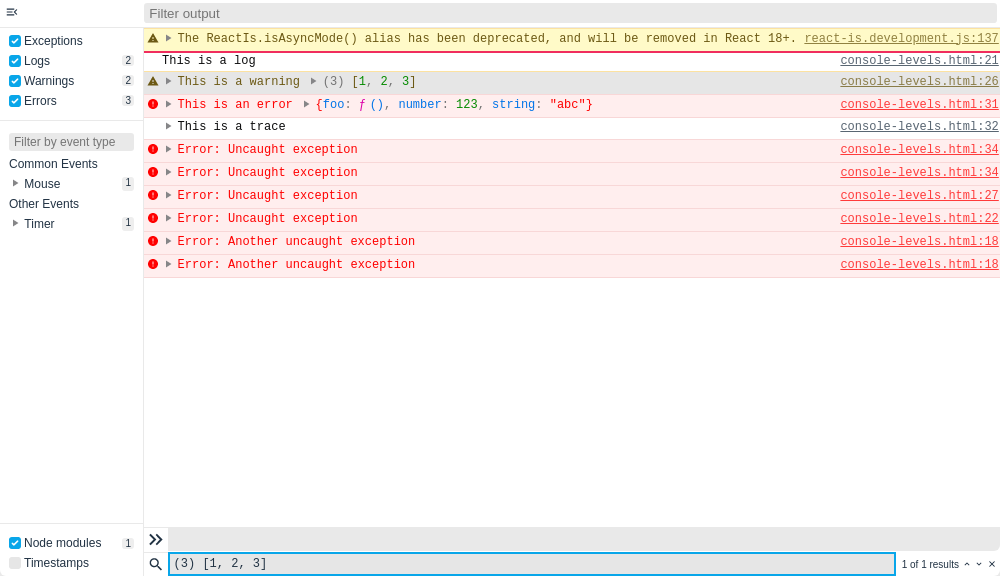 Filter output
Exceptions
Logs 2
Warnings 2
Errors 3
Filter by event type
Common Events
Mouse 1
Other Events
Timer 1
Node modules 1
Timestamps
The ReactIs.isAsyncMode() alias has been deprecated, and will be removed in React 18+. react-is.development.js:137
This is a log console-levels.html:21
This is a warning (3) [1, 2, 3] console-levels.html:26
This is an error {foo: ƒ (), number: 123, string: "abc"} console-levels.html:31
This is a trace console-levels.html:32
Error: Uncaught exception console-levels.html:34
Error: Uncaught exception console-levels.html:34
Error: Uncaught exception console-levels.html:27
Error: Uncaught exception console-levels.html:22
Error: Another uncaught exception console-levels.html:18
Error: Another uncaught exception console-levels.html:18
(3) [1, 2, 3] 1 of 1 results